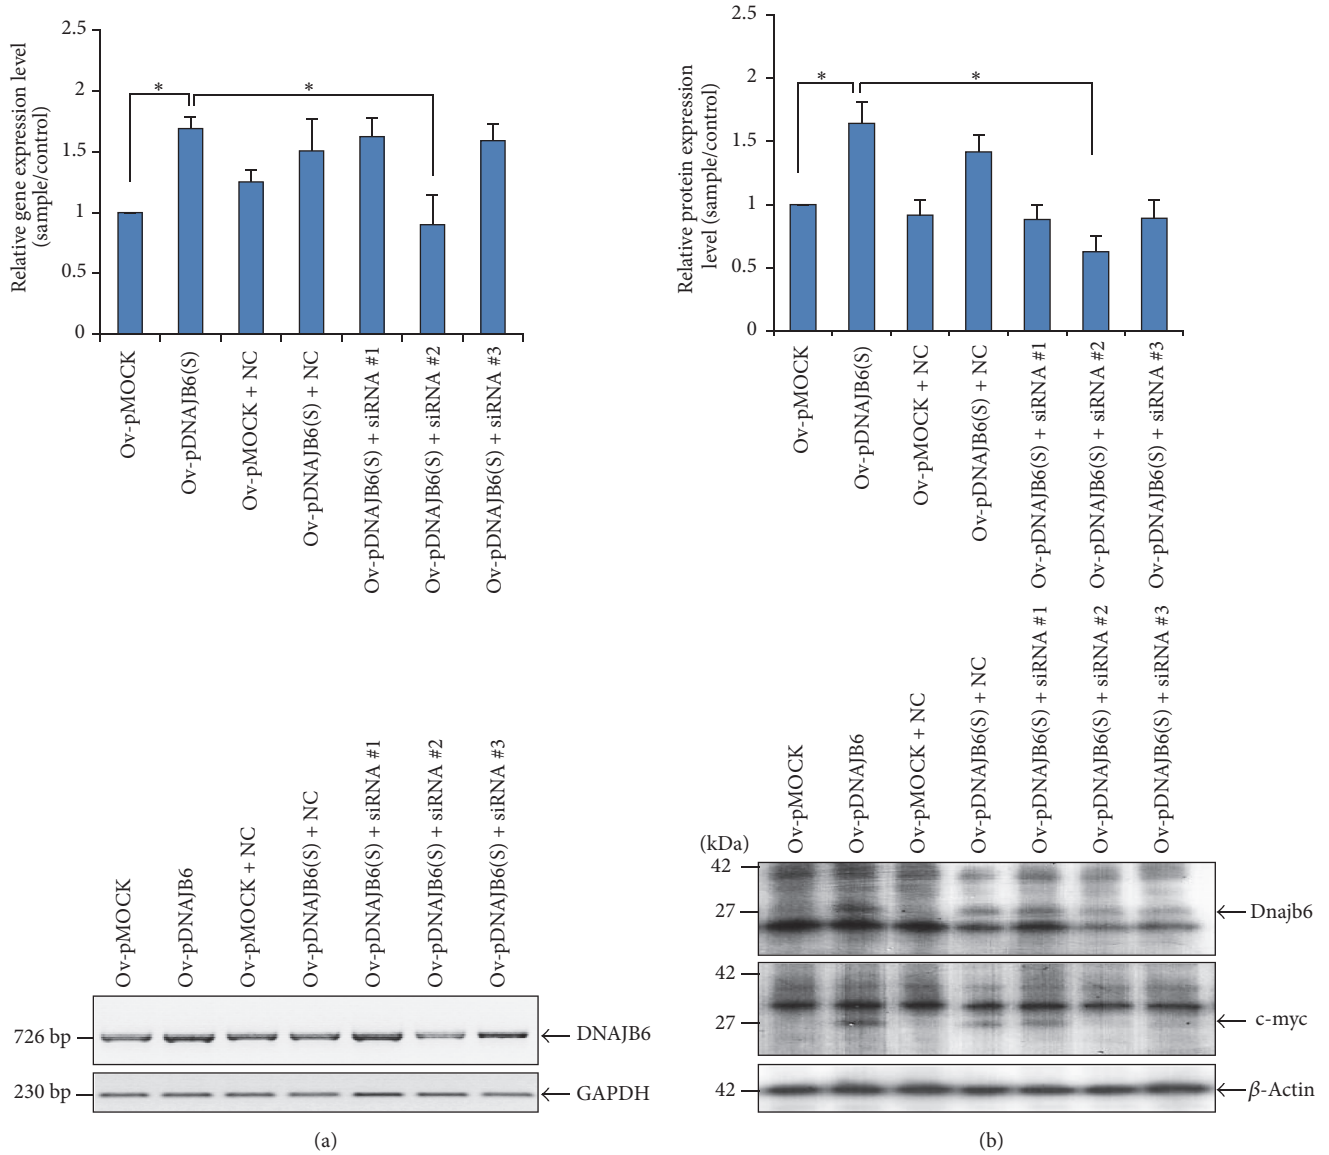 Relative gene expression level
(sample/control)
2.5
2
1.5
1
0.5
0
*
*
Ov-pMOCK
Ov-pDNAJB6(S)
Ov-pMOCK + NC
Ov-pDNAJB6(S) + NC
Ov-pDNAJB6(S) + siRNA #1
Ov-pDNAJB6(S) + siRNA #2
Ov-pDNAJB6(S) + siRNA #3
Ov-pMOCK
Ov-pDNAJB6
Ov-pMOCK + NC
Ov-pDNAJB6(S) + NC
Ov-pDNAJB6(S) + siRNA #1
Ov-pDNAJB6(S) + siRNA #2
Ov-pDNAJB6(S) + siRNA #3
726 bp
DNAJB6
230 bp
GAPDH
(a)
Relative protein expression
level (sample/control)
2.5
2
1.5
1
0.5
0
*
*
Ov-pMOCK
Ov-pDNAJB6(S)
Ov-pMOCK + NC
Ov-pDNAJB6(S) + NC
Ov-pDNAJB6(S) + siRNA #1
Ov-pDNAJB6(S) + siRNA #2
Ov-pDNAJB6(S) + siRNA #3
(kDa)
Ov-pMOCK
Ov-pDNAJB6
Ov-pMOCK + NC
Ov-pDNAJB6(S) + NC
Ov-pDNAJB6(S) + siRNA #1
Ov-pDNAJB6(S) + siRNA #2
Ov-pDNAJB6(S) + siRNA #3
42
27
Dnajb6
42
27
c-myc
42
β-Actin
(b)